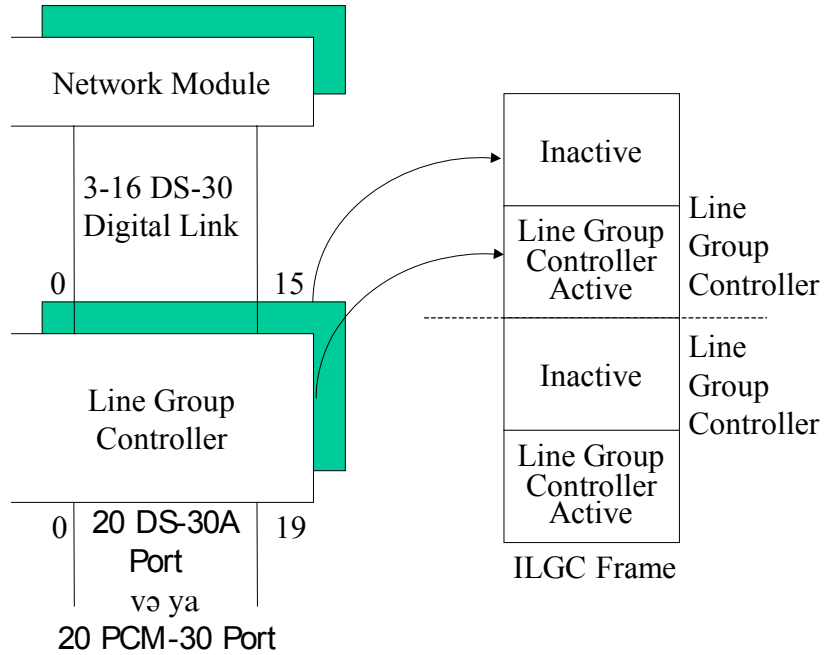 Network Module
3-16 DS-30
Digital Link
0
15
Line Group
Controller
0
20 DS-30A
19
Port
və ya
20 PCM-30 Port
Inactive
Line Group
Controller
Active
Line
Group
Controller
Inactive
Line Group
Controller
Active
Line
Group
Controller
ILGC Frame